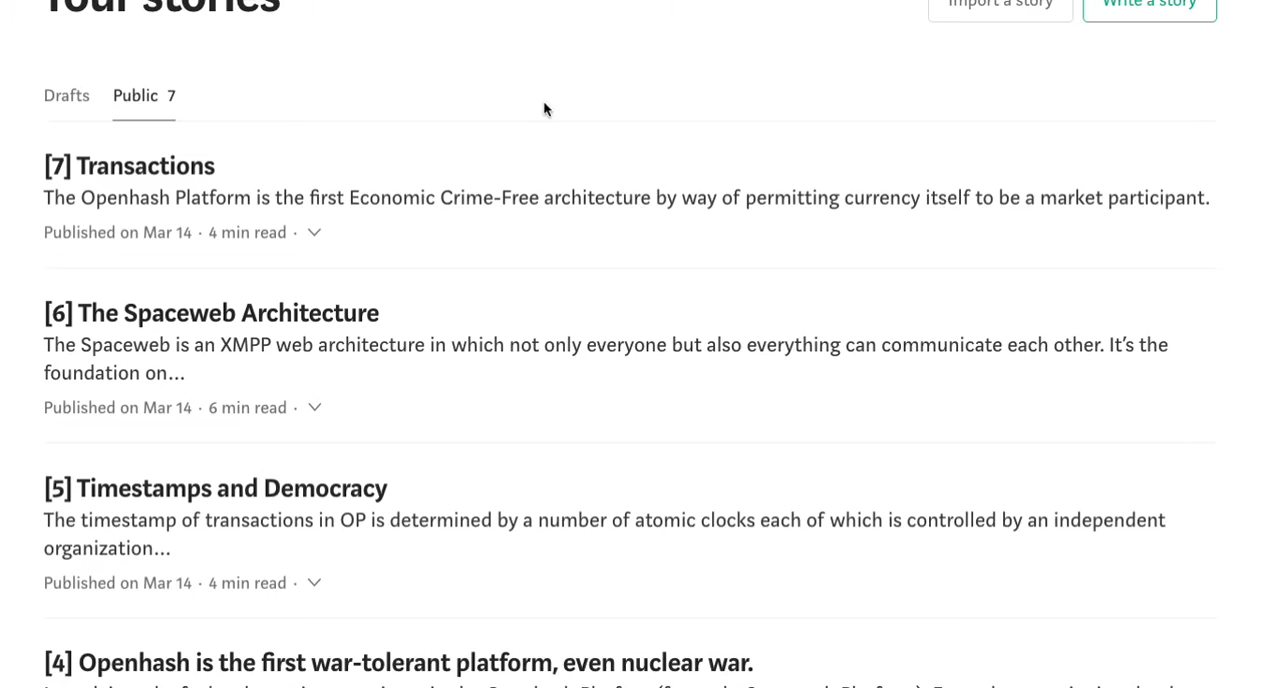 Your stories
Import a story
Write a story
Drafts Public 7
[7] Transactions
The Openhash Platform is the first Economic Crime-Free architecture by way of permitting currency itself to be a market participant.
Published on Mar 14 · 4 min read ·
[6] The Spaceweb Architecture
The Spaceweb is an XMPP web architecture in which not only everyone but also everything can communicate each other. It’s the
foundation on…
Published on Mar 14 · 6 min read ·
[5] Timestamps and Democracy
The timestamp of transactions in OP is determined by a number of atomic clocks each of which is controlled by an independent
organization…
Published on Mar 14 · 4 min read ·
[4] Openhash is the first war-tolerant platform, even nuclear war.